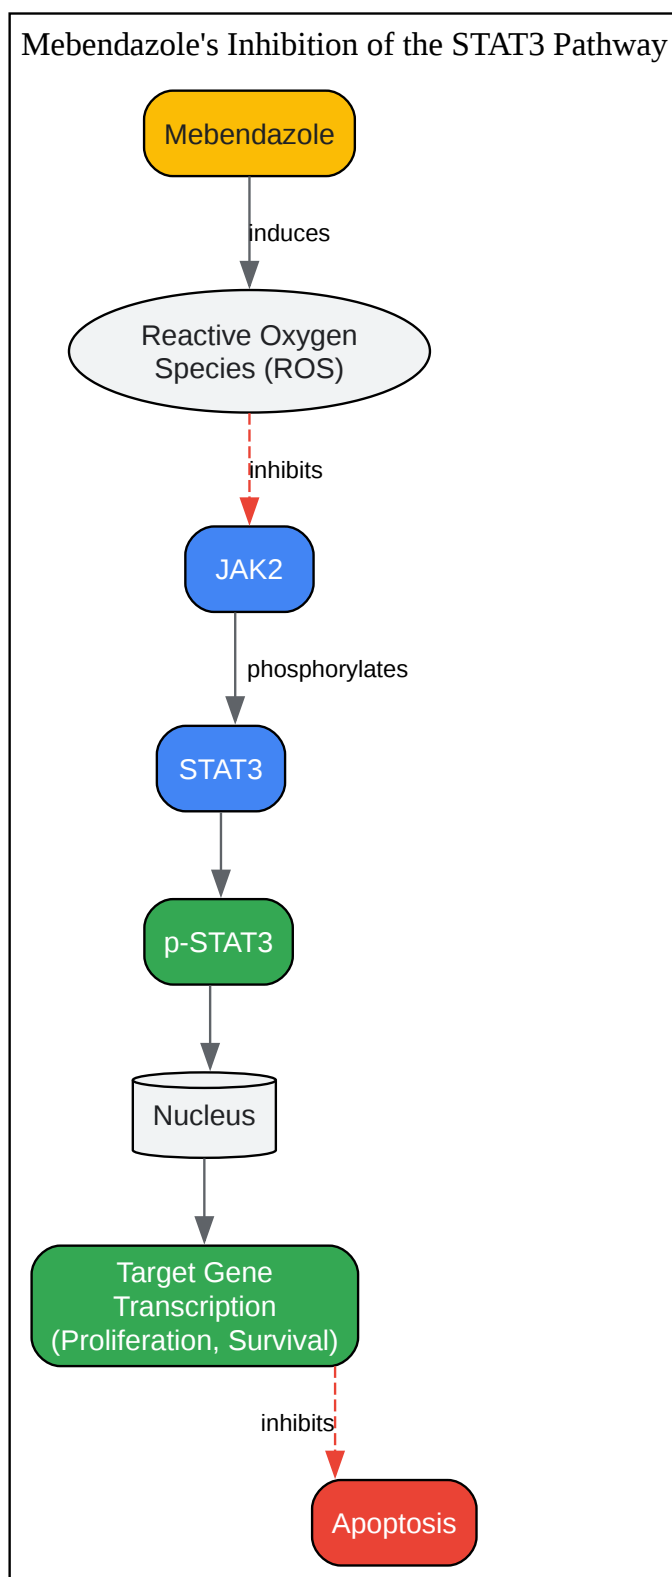 Mebendazole's Inhibition of the STAT3 Pathway
Mebendazole
induces
Reactive Oxygen
Species (ROS)
inhibits
JAK2
phosphorylates
STAT3
p-STAT3
Nucleus
Target Gene
Transcription
(Proliferation, Survival)
inhibits
Apoptosis